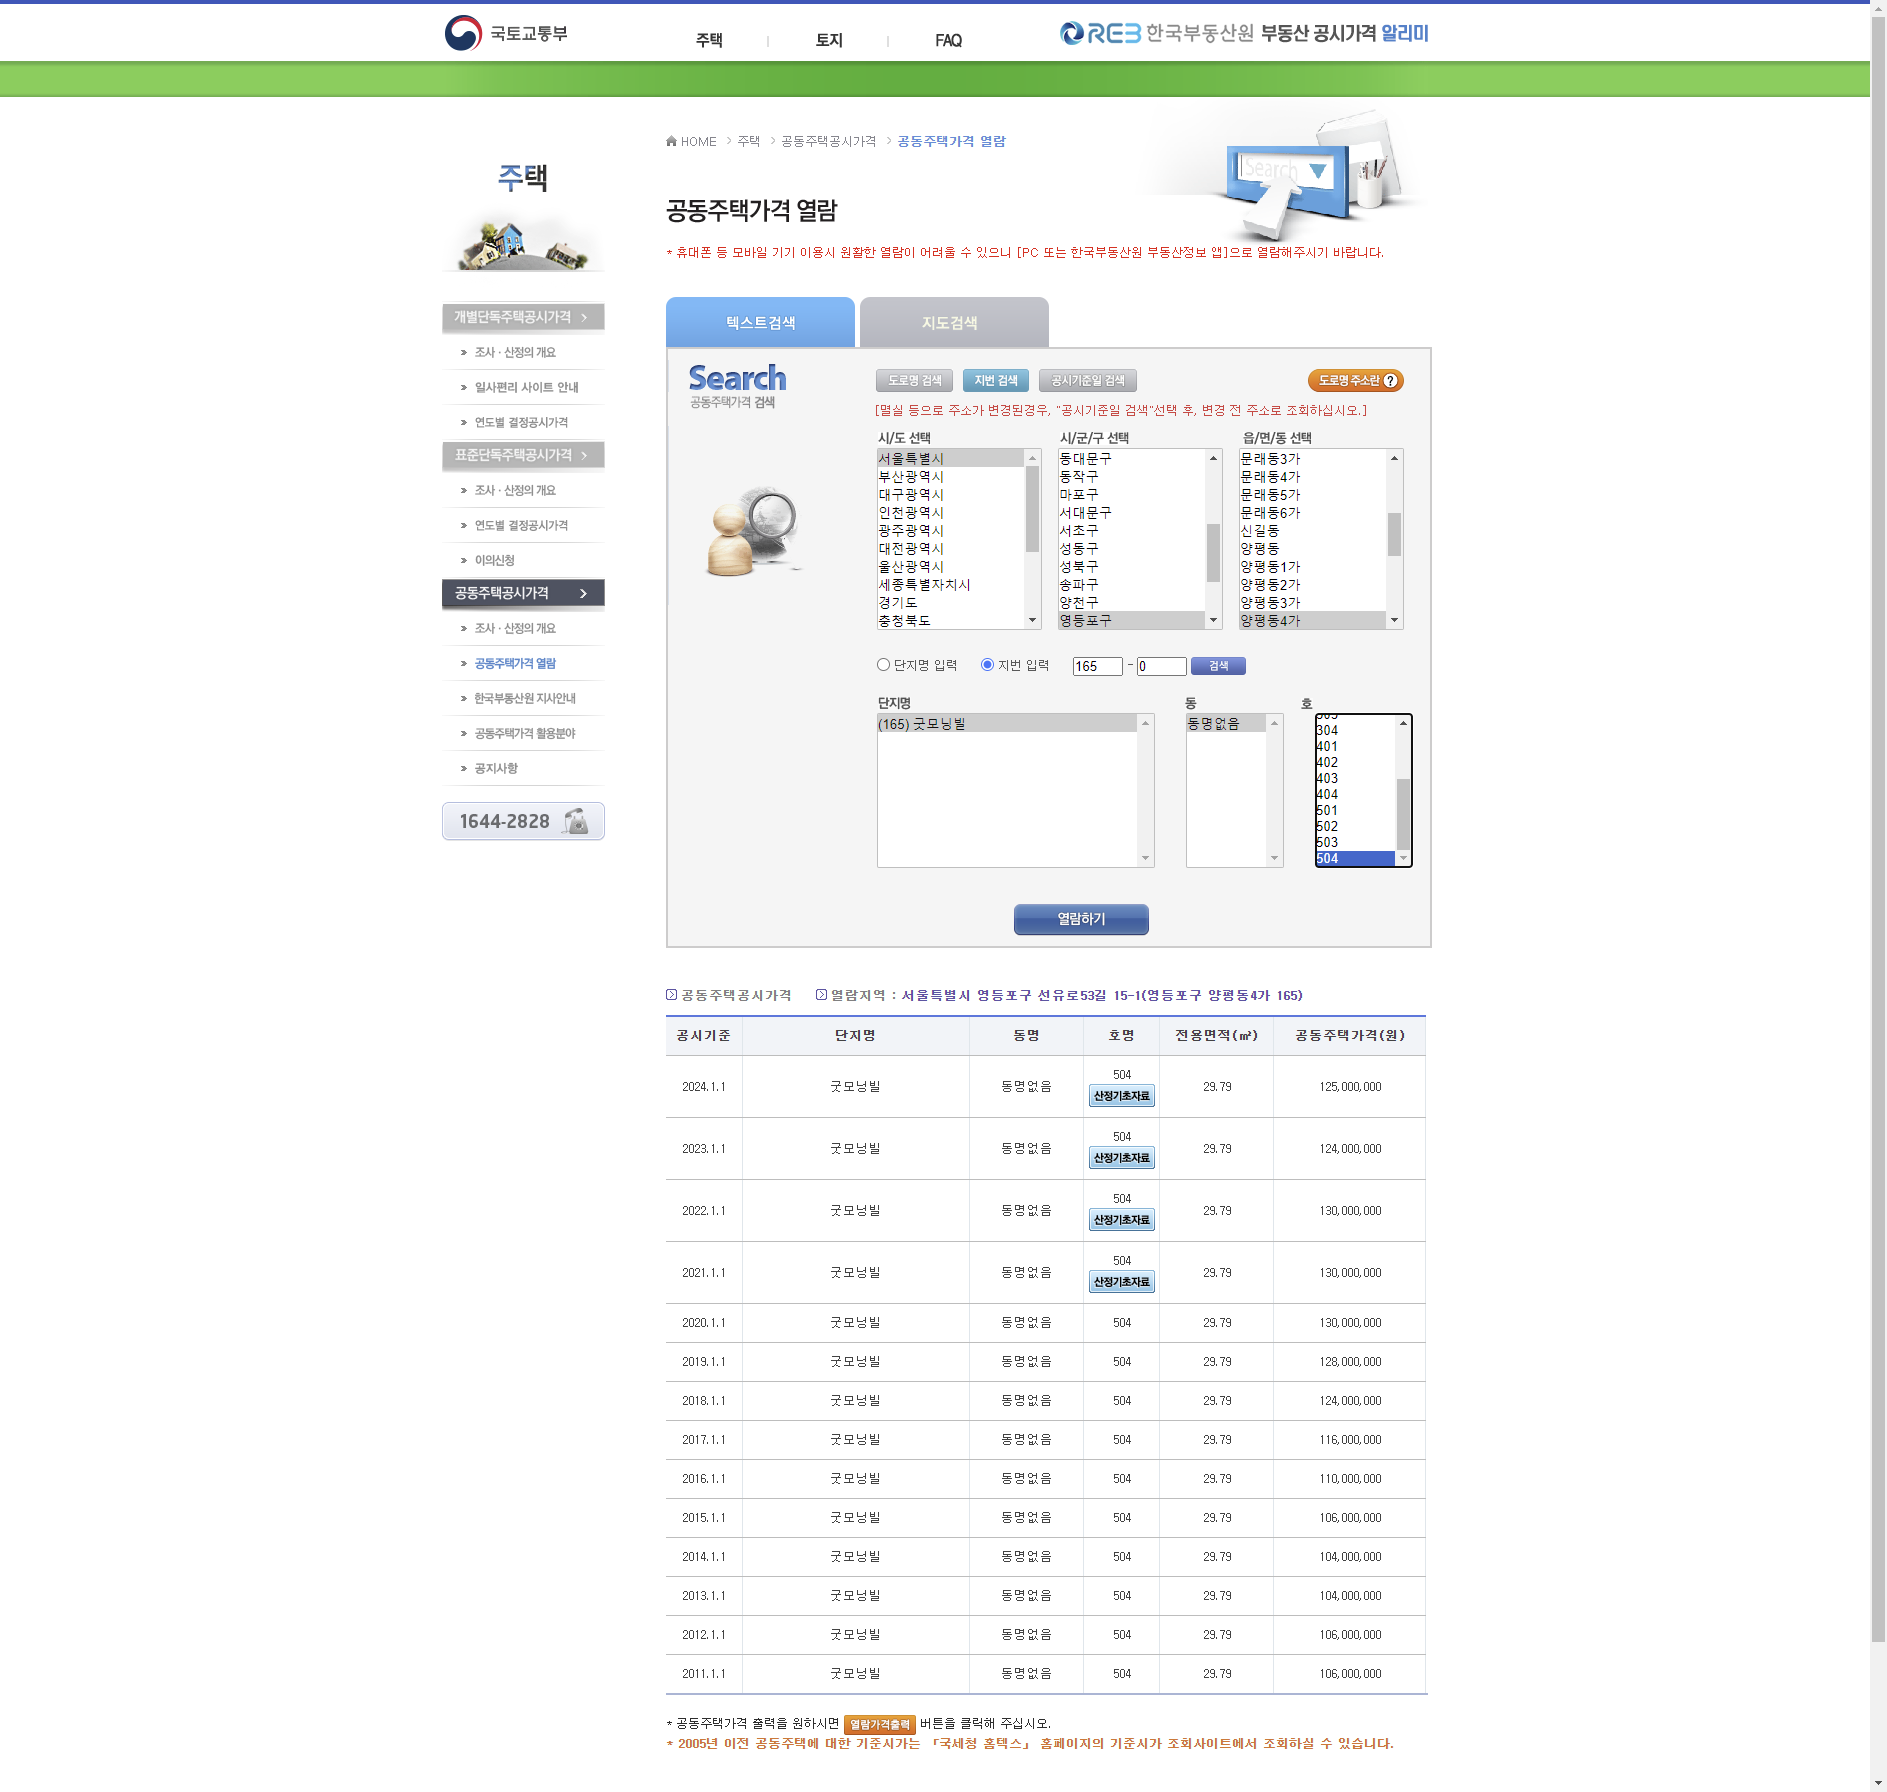 국토교통부
주택
토지
FAQ
REB 한국부동산원 부동산 공시가격 알리미
HOME > 주택 > 공동주택공시가격 > 공동주택가격 열람
주택
Search
공동주택가격 열람
* 휴대폰 등 모바일 기기 이용시 원활한 열람이 어려울 수 있으니 [PC 또는 한국부동산원 부동산정보 앱]으로 열람해주시기 바랍니다.
개별단독주택공시가격
조사 · 산정의 개요
일사편리 사이트 안내
연도별 결정공시가격
표준단독주택공시가격
조사 · 산정의 개요
연도별 결정공시가격
이의신청
공동주택공시가격
조사 · 산정의 개요
공동주택가격 열람
한국부동산원 지사안내
공동주택가격 활용분야
공지사항
1644-2828
텍스트검색
지도검색
Search
공동주택가격 검색
도로명 검색
지번 검색
공시기준일 검색
도로명 주소란 ?
[멸실 등으로 주소가 변경된경우, "공시기준일 검색"선택 후, 변경 전 주소로 조회하십시오.]
시/도 선택
서울특별시
부산광역시
대구광역시
인천광역시
광주광역시
대전광역시
울산광역시
세종특별자치시
경기도
충청북도
시/군/구 선택
동대문구
동작구
마포구
서대문구
서초구
성동구
성북구
송파구
양천구
영등포구
읍/면/동 선택
문래동3가
문래동4가
문래동5가
문래동6가
신길동
양평동
양평동1가
양평동2가
양평동3가
양평동4가
단지명 입력
지번 입력
165 - 0
검색
단지명
(165) 굿모닝빌
동
동명없음
호
303
304
401
402
403
404
501
502
503
504
열람하기
공동주택공시가격
열람지역 : 서울특별시 영등포구 선유로53길 15-1(영등포구 양평동4가 165)
공시기준 단지명 동명 호명 전용면적(㎡) 공동주택가격(원)
2024.1.1 굿모닝빌 동명없음 504 산정기초자료 29.79 125,000,000
2023.1.1 굿모닝빌 동명없음 504 산정기초자료 29.79 124,000,000
2022.1.1 굿모닝빌 동명없음 504 산정기초자료 29.79 130,000,000
2021.1.1 굿모닝빌 동명없음 504 산정기초자료 29.79 130,000,000
2020.1.1 굿모닝빌 동명없음 504 29.79 130,000,000
2019.1.1 굿모닝빌 동명없음 504 29.79 128,000,000
2018.1.1 굿모닝빌 동명없음 504 29.79 124,000,000
2017.1.1 굿모닝빌 동명없음 504 29.79 116,000,000
2016.1.1 굿모닝빌 동명없음 504 29.79 110,000,000
2015.1.1 굿모닝빌 동명없음 504 29.79 106,000,000
2014.1.1 굿모닝빌 동명없음 504 29.79 104,000,000
2013.1.1 굿모닝빌 동명없음 504 29.79 104,000,000
2012.1.1 굿모닝빌 동명없음 504 29.79 106,000,000
2011.1.1 굿모닝빌 동명없음 504 29.79 106,000,000
* 공동주택가격 출력을 원하시면 열람가격출력 버튼을 클릭해 주십시오.
* 2005년 이전 공동주택에 대한 기준시가는 「국세청 홈텍스」 홈페이지의 기준시가 조회사이트에서 조회하실 수 있습니다.